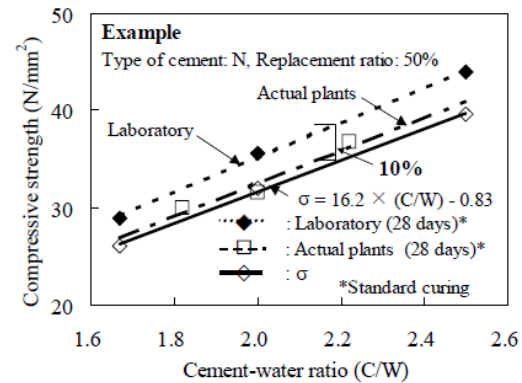 50
40
30
20
Compressive strength (N/mm²)
Example
Type of cement: N, Replacement ratio: 50%
Actual plants
Laboratory
10%
σ = 16.2 × (C/W) - 0.83
: Laboratory (28 days)*
: Actual plants (28 days)*
: σ
*Standard curing
1.6 1.8 2.0 2.2 2.4 2.6
Cement-water ratio (C/W)